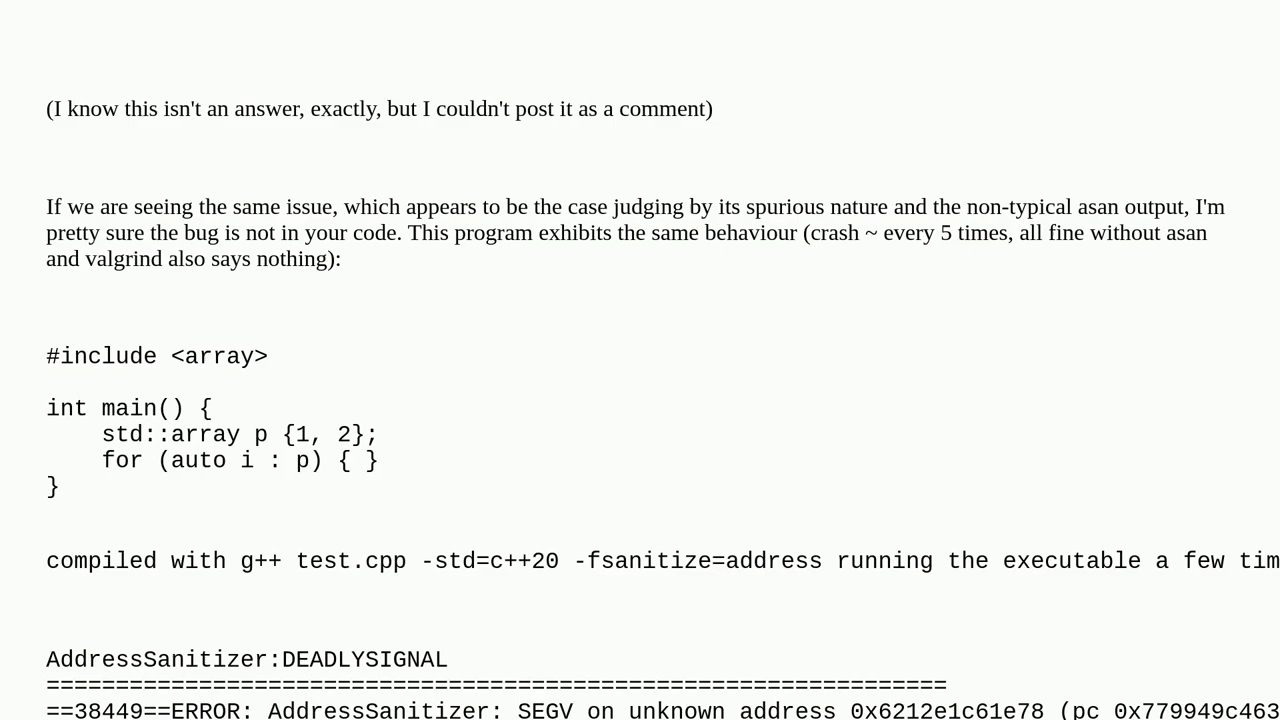 (I know this isn't an answer, exactly, but I couldn't post it as a comment)
If we are seeing the same issue, which appears to be the case judging by its spurious nature and the non-typical asan output, I'm
pretty sure the bug is not in your code. This program exhibits the same behaviour (crash ~ every 5 times, all fine without asan
and valgrind also says nothing):
#include <array>
int main() {
    std::array p {1, 2};
    for (auto i : p) { }
}
compiled with g++ test.cpp -std=c++20 -fsanitize=address running the executable a few tim
AddressSanitizer:DEADLYSIGNAL
=================================================================
==38449==ERROR: AddressSanitizer: SEGV on unknown address 0x6212e1c61e78 (pc 0x779949c463